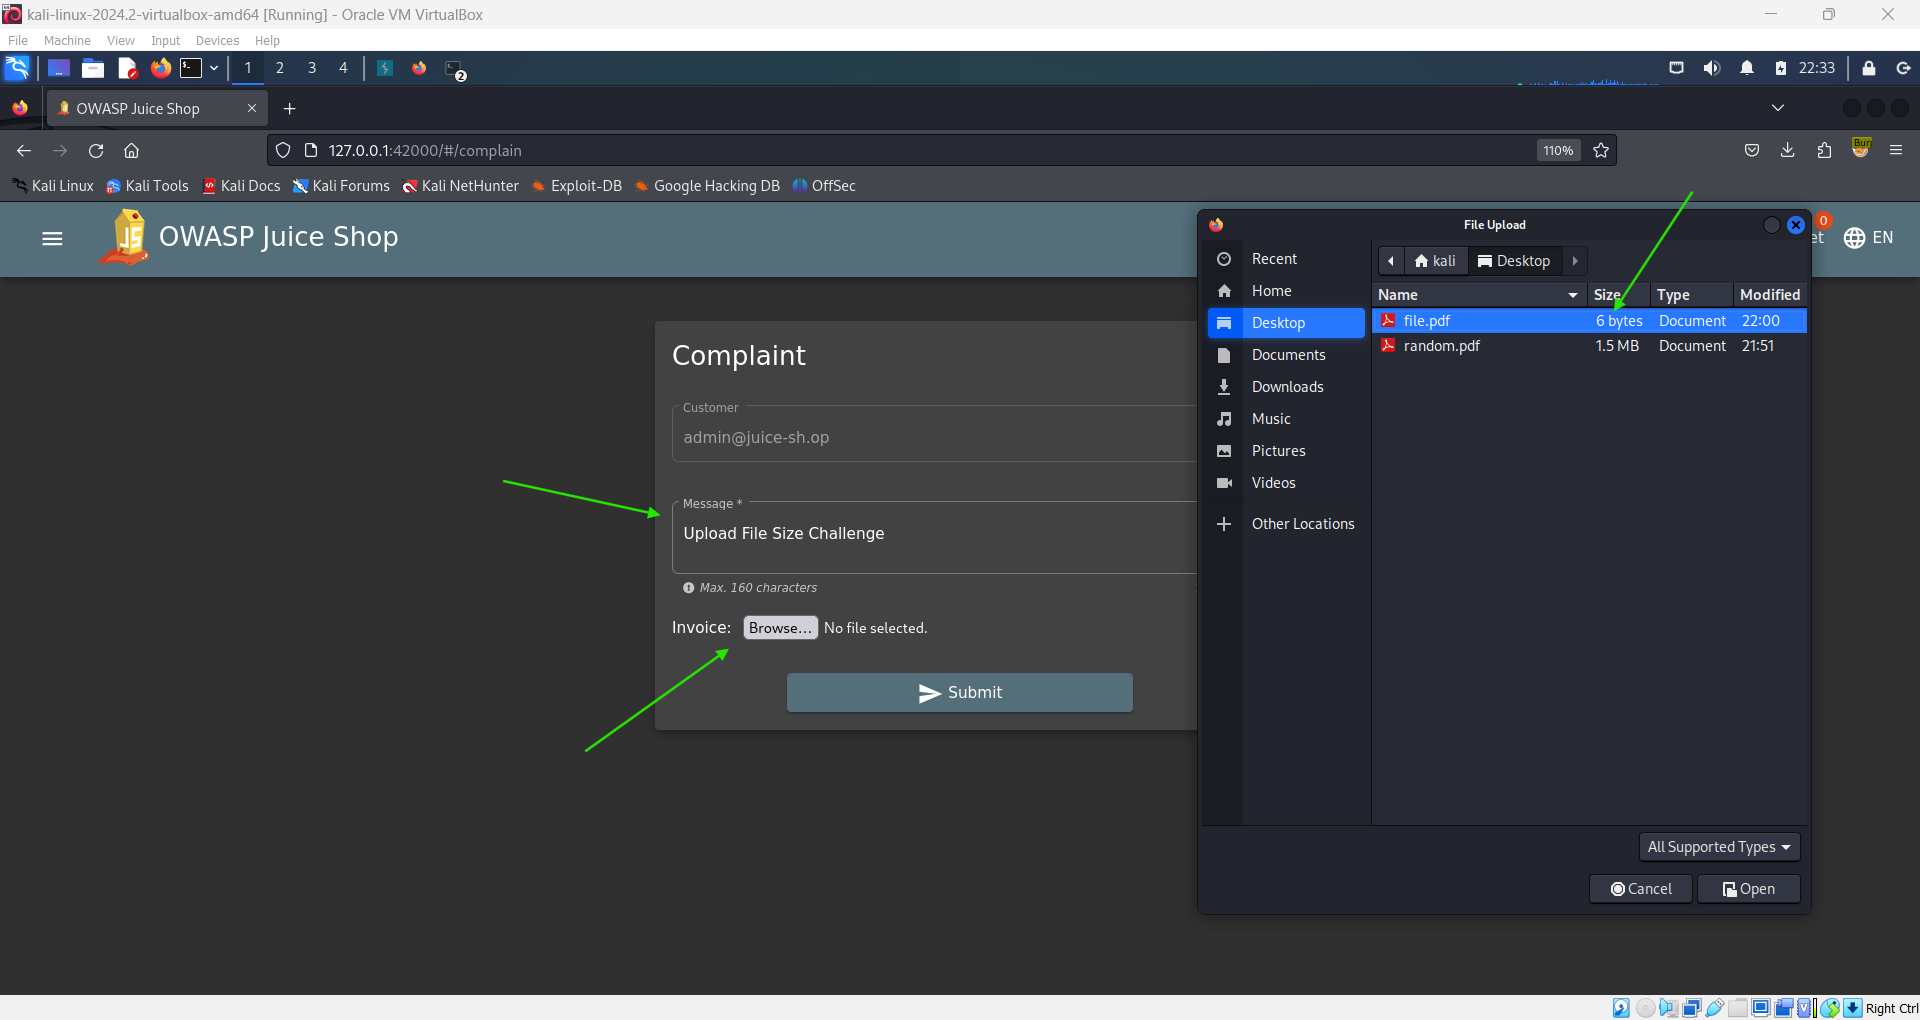 kali-linux-2024.2-virtualbox-amd64 [Running] - Oracle VM VirtualBox
File Machine View Input Devices Help
1 2 3 4 2 22:33
OWASP Juice Shop
127.0.0.1:42000/#/complain 110%
Kali Linux Kali Tools Kali Docs Kali Forums Kali NetHunter Exploit-DB Google Hacking DB OffSec
OWASP Juice Shop
0
et EN
Complaint
Customer
admin@juice-sh.op
Message *
Upload File Size Challenge
Max. 160 characters
Invoice: Browse... No file selected.
Submit
File Upload
Recent
Home
Desktop
Documents
Downloads
Music
Pictures
Videos
Other Locations
kali Desktop
Name Size Type Modified
file.pdf 6 bytes Document 22:00
random.pdf 1.5 MB Document 21:51
All Supported Types
Cancel Open
Right Ctrl